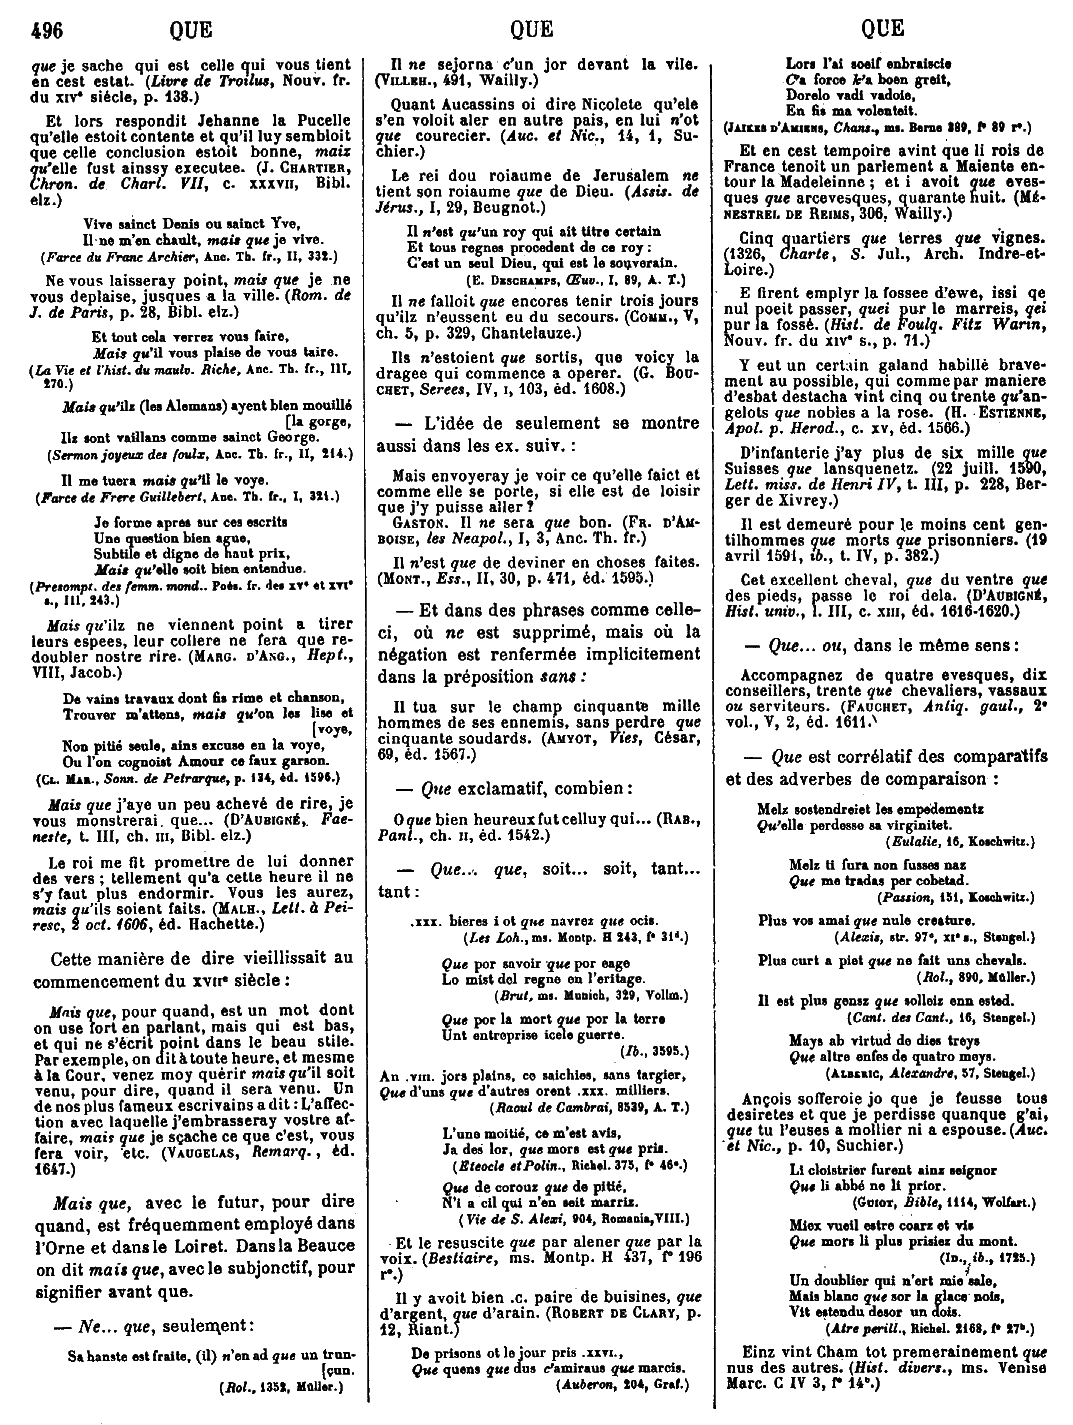 496 QUE QUE QUE
que je sache qui est celle qui vous tient
en cest estat. (Livre de Troilus, Nouv. fr.
du xivᵉ siécle, p. 138.)
Et lors respondit Jehanne la Pucelle
qu'elle estoit contente et qu'il luy sembloit
que celle conclusion estoit bonne, maiz
qu'elle fust ainssy executee. (J. CHARTIER,
Chron. de Charl. VII, c. XXXVII, Bibl.
elz.)
Vive sainct Denis ou sainct Yve,
Il ne m'en chault, mais que je vive.
(Farce du Franc Archier, Anc. Th. fr., II, 332.)
Ne vous laisseray point, mais que je ne
vous deplaise, jusques a la ville. (Rom. de
J. de Paris, p. 28, Bibl. elz.)
Et tout cela verrez vous faire,
Mais qu'il vous plaise de vous taire.
(La Vie et l'hist. du maulv. Riche, Anc. Th. fr., III,
270.)
Mais qu'ilz (les Alemans) ayent bien mouillé
[la gorge,
Ilz sont vaillans comme sainct George.
(Sermon joyeux des foulx, Anc. Th. fr., II, 214.)
Il me tuera mais qu'il le voye.
(Farce de Frere Guillebert, Anc. Th. fr., I, 321.)
Je forme apres sur ces escrits
Une question bien ague,
Subtile et digne de haut prix,
Mais qu'elle soit bien entendue.
(Presompt. des femm. mond.. Poés. fr. des xvᵉ et xvıᵉ
s., III, 243.)
Mais qu'ilz ne viennent point a tirer
leurs espees, leur colere ne fera que re-
doubler nostre rire. (MARG. D'ANG., Hept.,
VIII, Jacob.)
De vains travaux dont fis rime et chanson,
Trouver m'attens, mais qu'on les lise et
[voye,
Non pitié seule, ains excuse en la voye,
Ou l'on cognoist Amour ce faux garson.
(CL. MAR., Sonn. de Petrarque, p. 134, éd. 1596.)
Mais que j'aye un peu achevé de rire, je
vous monstrerai que... (D'AUBIGNÉ, Fae-
neste, t. III, ch. III, Bibl. elz.)
Le roi me fit promettre de lui donner
des vers ; tellement qu'a cette heure il ne
s'y faut plus endormir. Vous les aurez,
mais qu'ils soient faits. (MALH., Lett. à Pei-
resc, 2 oct. 1606, éd. Hachette.)
Cette manière de dire vieillissait au
commencement du XVIIᵉ siècle :
Mais que, pour quand, est un mot dont
on use fort en parlant, mais qui est bas,
et qui ne s'écrit point dans le beau stile.
Par exemple, on dit à toute heure, et mesme
à la Cour, venez moy quérir mais qu'il soit
venu, pour dire, quand il sera venu. Un
de nos plus fameux escrivains a dit : L'affec-
tion avec laquelle j'embrasseray vostre af-
faire, mais que je sçache ce que c'est, vous
fera voir, etc. (VAUGELAS, Remarq., éd.
1647.)
Mais que, avec le futur, pour dire
quand, est fréquemment employé dans
l'Orne et dans le Loiret. Dans la Beauce
on dit mais que, avec le subjonctif, pour
signifier avant que.
— Ne... que, seulement :
Sa hanste est fraite, (il) n'en ad que un trun-
[çun.
(Rol., 1352, Müller.)
Il ne sejorna c'un jor devant la vile.
(VILLEH., 491, Wailly.)
Quant Aucassins oi dire Nicolete qu'ele
s'en voloit aler en autre pais, en lui n'ot
que courecier. (Auc. et Nic., 14, 1, Su-
chier.)
Le rei dou roiaume de Jerusalem ne
tient son roiaume que de Dieu. (Assis. de
Jérus., I, 29, Beugnot.)
Il n'est qu'un roy qui ait titre certain
Et tous regnes procedent de ce roy :
C'est un seul Dieu, qui est le souverain.
(E. DESCHAMPS, Œuv., I, 89, A. T.)
Il ne falloit que encores tenir trois jours
qu'ilz n'eussent eu du secours. (COMM., V,
ch. 5, p. 329, Chantelauze.)
Ils n'estoient que sortis, que voicy la
dragee qui commence a operer. (G. BOU-
CHET, Serees, IV, I, 103, éd. 1608.)
— L'idée de seulement se montre
aussi dans les ex. suiv. :
Mais envoyeray je voir ce qu'elle faict et
comme elle se porte, si elle est de loisir
que j'y puisse aller ?
GASTON. Il ne sera que bon. (FR. D'AM-
BOISE, les Neapol., I, 3, Anc. Th. fr.)
Il n'est que de deviner en choses faites.
(MONT., Ess., II, 30, p. 471, éd. 1595.)
— Et dans des phrases comme celle-
ci, où ne est supprimé, mais où la
négation est renfermée implicitement
dans la préposition sans :
Il tua sur le champ cinquante mille
hommes de ses ennemis, sans perdre que
cinquante soudards. (AMYOT, Vies, César,
69, éd. 1567.)
— Que exclamatif, combien :
O que bien heureux fut celluy qui... (RAB.,
Pant., ch. II, éd. 1542.)
— Que... que, soit... soit, tant...
tant :
.xxx. bieres i ot que navrez que ocis.
(Les Loh., ms. Montp. H 243, fº 31ᵈ.)
Que por savoir que por eage
Lo mist del regne en l'eritage.
(Brut, ms. Munich, 329, Vollm.)
Que por la mort que por la terre
Unt entreprise icele guerre.
(Ib., 3595.)
An .VIII. jors plains, ce saichies, sans targier,
Que d'uns que d'autres orent .xxx. milliers.
(Raoul de Cambrai, 8539, A. T.)
L'une moitié, ce m'est avis,
Ja des lor, que mors est que pris.
(Eteocle et Polin., Richel. 375, fº 46ᵉ.)
Que de corouz que de pitié,
N'i a cil qui n'en seit marriz.
(Vie de S. Alexi, 904, Romania, VIII.)
Et le resuscite que par alener que par la
voix. (Bestiaire, ms. Montp. H 437, fº 196
rº.)
Il y avoit bien .c. paire de buisines, que
d'argent, que d'arain. (ROBERT DE CLARY, p.
12, Riant.)
De prisons ot le jour pris .XXVI.,
Que quens que dus c'amiraus que marcis.
(Auberon, 204, Graf.)
Lors l'ai soeif enbraiscie
C'a force k'a boen greit,
Dorelo vadi vadoie,
En fis ma volenteit.
(JAIKES D'AMIENS, Chans., ms. Berne 389, fº 89 rº.)
Et en cest tempoire avint que li rois de
France tenoit un parlement a Maiente en-
tour la Madeleinne ; et i avoit que eves-
ques que arcevesques, quarante huit. (MÉ-
NESTREL DE REIMS, 306, Wailly.)
Cinq quartiers que terres que vignes.
(1326, Charte, S. Jul., Arch. Indre-et-
Loire.)
E firent emplyr la fossee d'ewe, issi qe
nul poeit passer, quei pur le marreis, qei
pur la fossé. (Hist. de Foulq. Fitz Warin,
Nouv. fr. du xivᵉ s., p. 71.)
Y eut un certain galand habillé brave-
ment au possible, qui comme par maniere
d'esbat destacha vint cinq ou trente qu'an-
gelots que nobles a la rose. (H. ESTIENNE,
Apol. p. Herod., c. XV, éd. 1566.)
D'infanterie j'ay plus de six mille que
Suisses que lansquenetz. (22 juill. 1590,
Lett. miss. de Henri IV, t. III, p. 228, Ber-
ger de Xivrey.)
Il est demeuré pour le moins cent gen-
tilhommes que morts que prisonniers. (19
avril 1591, ib., t. IV, p. 382.)
Cet excellent cheval, que du ventre que
des pieds, passe le roi dela. (D'AUBIGNÉ,
Hist. univ., l. III, c. XIII, éd. 1616-1620.)
— Que... ou, dans le même sens :
Accompagnez de quatre evesques, dix
conseillers, trente que chevaliers, vassaux
ou serviteurs. (FAUCHET, Antiq. gaul., 2ᵉ
vol., V, 2, éd. 1611.)
— Que est corrélatif des comparatifs
et des adverbes de comparaison :
Melz sostendreiet les empedementz
Qu'elle perdesse sa virginitet.
(Eulalie, 16, Koschwitz.)
Melz ti fura non fusses naz
Que me tradas per cobetad.
(Passion, 151, Koschwitz.)
Plus vos amai que nule creature.
(Alexis, str. 97ᵉ, xıᵉ s., Stengel.)
Plus curt a piet que ne fait uns chevals.
(Rol., 890, Müller.)
Il est plus gensz que solleiz enn ested.
(Cant. des Cant., 16, Stengel.)
Mays ab virtud de dies treys
Que altre enfes de quatro meys.
(ALBERIC, Alexandre, 57, Stengel.)
Ançois sofferoie jo que je feusse tous
desiretes et que je perdisse quanque g'ai,
que tu l'euses a mollier ni a espouse. (Auc.
et Nic., p. 10, Suchier.)
Li cloistrier furent ainz seignor
Que li abbé ne li prior.
(GUIOT, Bible, 1114, Wolfart.)
Miex vueil estre coarz et vis
Que mors li plus prisiez du mont.
(ID., ib., 1725.)
Un doublier qui n'ert mie sale,
Mais blanc que sor la glace nois,
Vit estendu desor un dois.
(Atre perill., Richel. 2168, fº 27ᵇ.)
Einz vint Cham tot premerainement que
nus des autres. (Hist. divers., ms. Venise
Marc. C IV 3, fº 14ᵇ.)